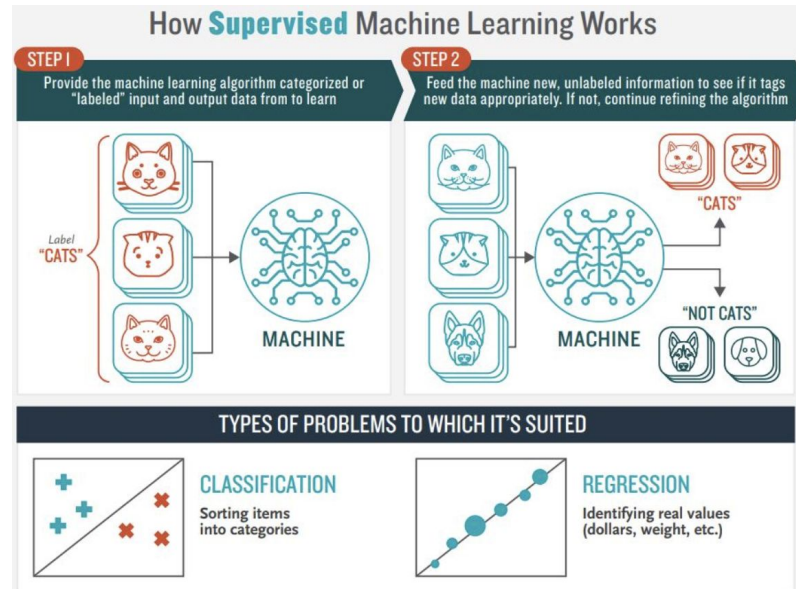 How Supervised Machine Learning Works
STEP 1
Provide the machine learning algorithm categorized or
“labeled” input and output data from to learn
Label
“CATS”
MACHINE
STEP 2
Feed the machine new, unlabeled information to see if it tags
new data appropriately. If not, continue refining the algorithm
MACHINE
“CATS”
“NOT CATS”
TYPES OF PROBLEMS TO WHICH IT’S SUITED
CLASSIFICATION
Sorting items
into categories
REGRESSION
Identifying real values
(dollars, weight, etc.)